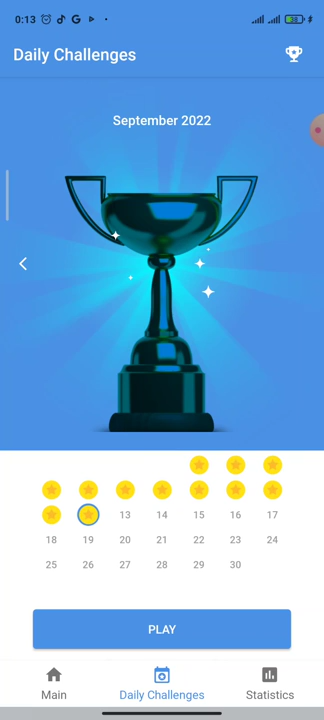 0:13
Daily Challenges
September 2022
13 14 15 16 17
18 19 20 21 22 23 24
25 26 27 28 29 30
PLAY
Main Daily Challenges Statistics